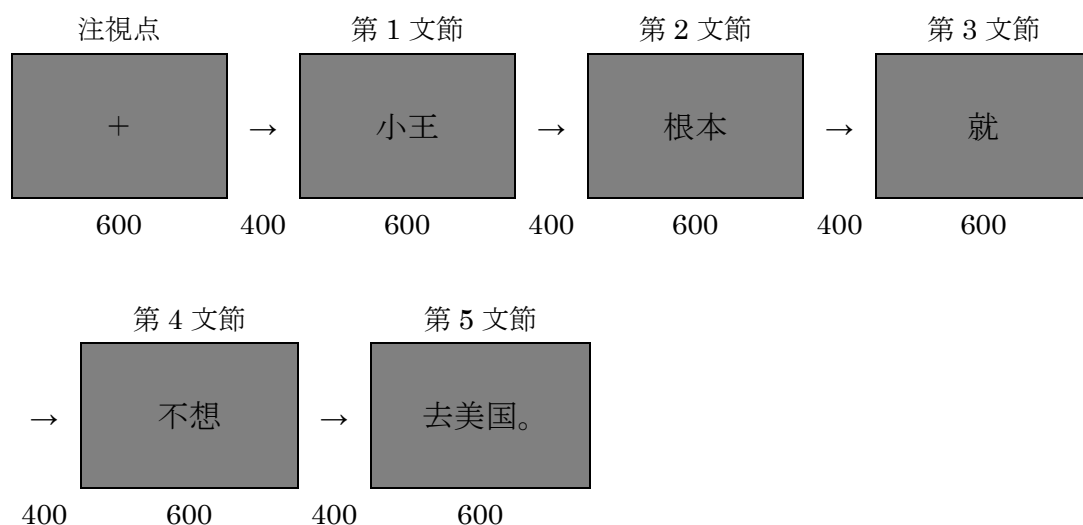 注視点 第 1 文節 第 2 文節 第 3 文節
＋ → 小王 → 根本 → 就
600 400 600 400 600 400 600
第 4 文節 第 5 文節
→ 不想 → 去美国。
400 600 400 600